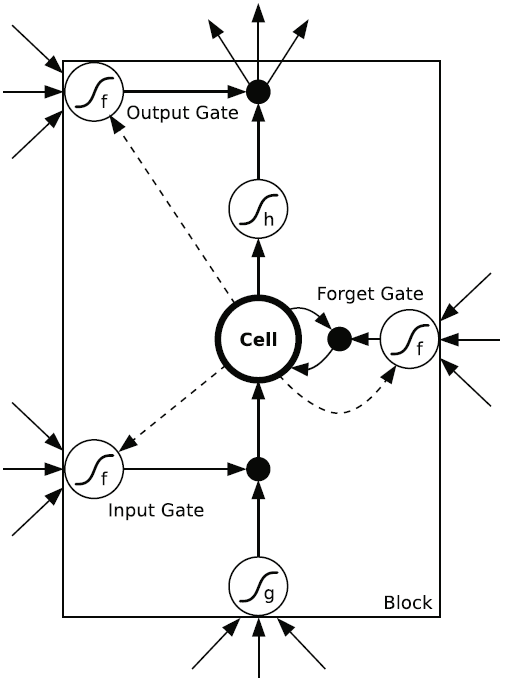 f
Output Gate
h
Forget Gate
Cell
f
f
Input Gate
g
Block